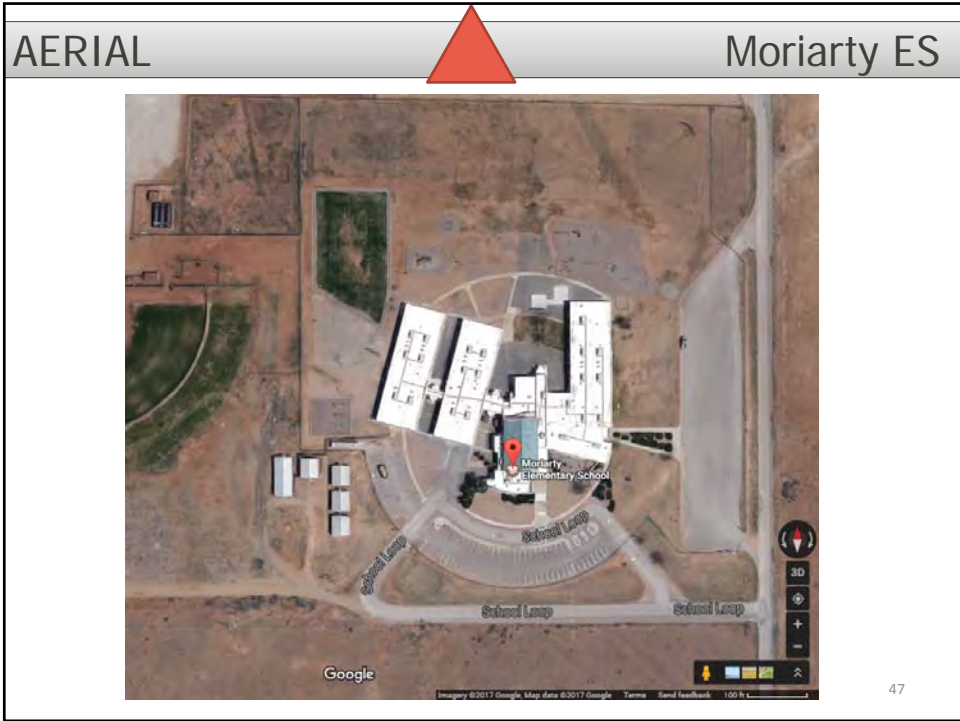 AERIAL Moriarty ES
Moriarty
Elementary School
School Loop
School Loop
School Loop
School Loop
3D
+
−
Google
Imagery ©2017 Google, Map data ©2017 Google Terms Send feedback 100 ft
47